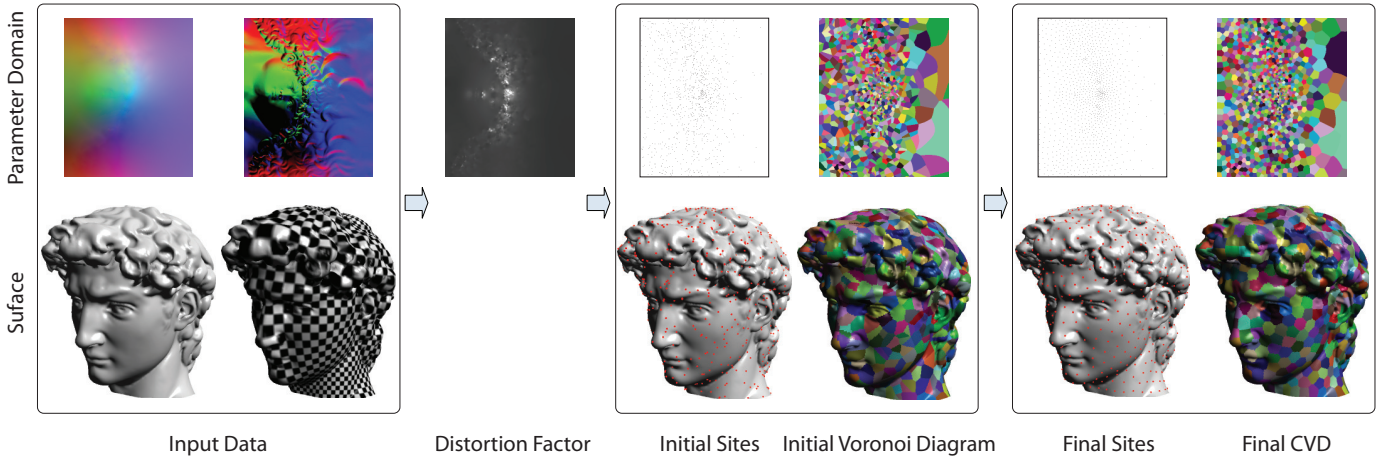 Parameter Domain
Suface
Input Data
Distortion Factor
Initial Sites
Initial Voronoi Diagram
Final Sites
Final CVD